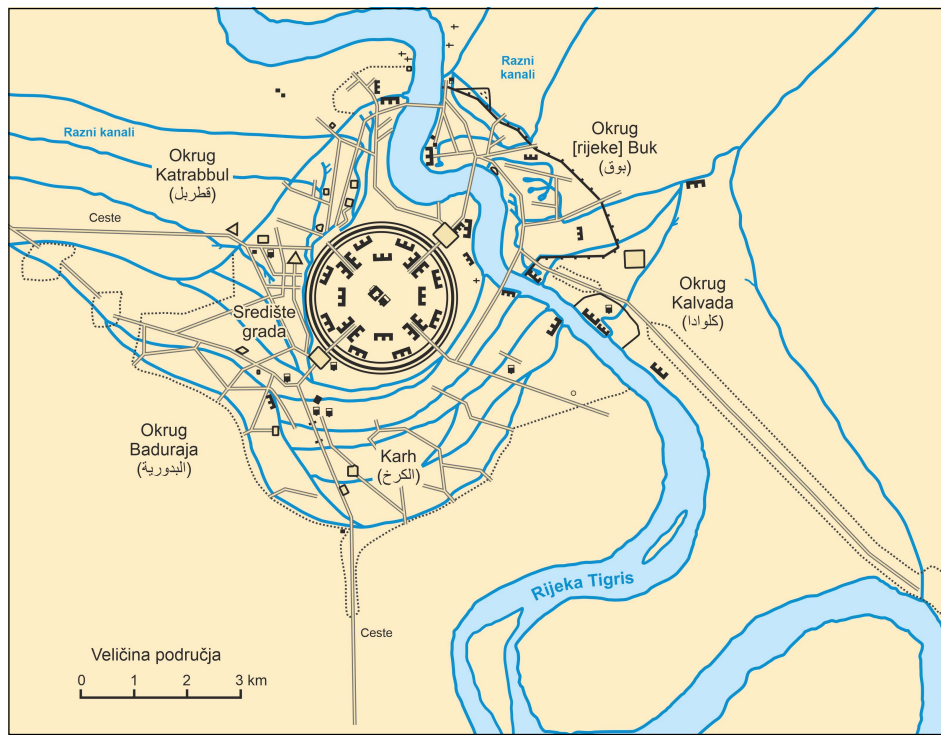 Razni
kanali
Razni kanali
Okrug
Katrabbul
(قطربل)
Okrug
[rijeke] Buk
(بوق)
Ceste
Okrug
Kalvada
(كلواذا)
Središte
grada
Okrug
Baduraja
(البدورية)
Karh
(الكرخ)
Rijeka Tigris
Ceste
Veličina područja
0 1 2 3 km